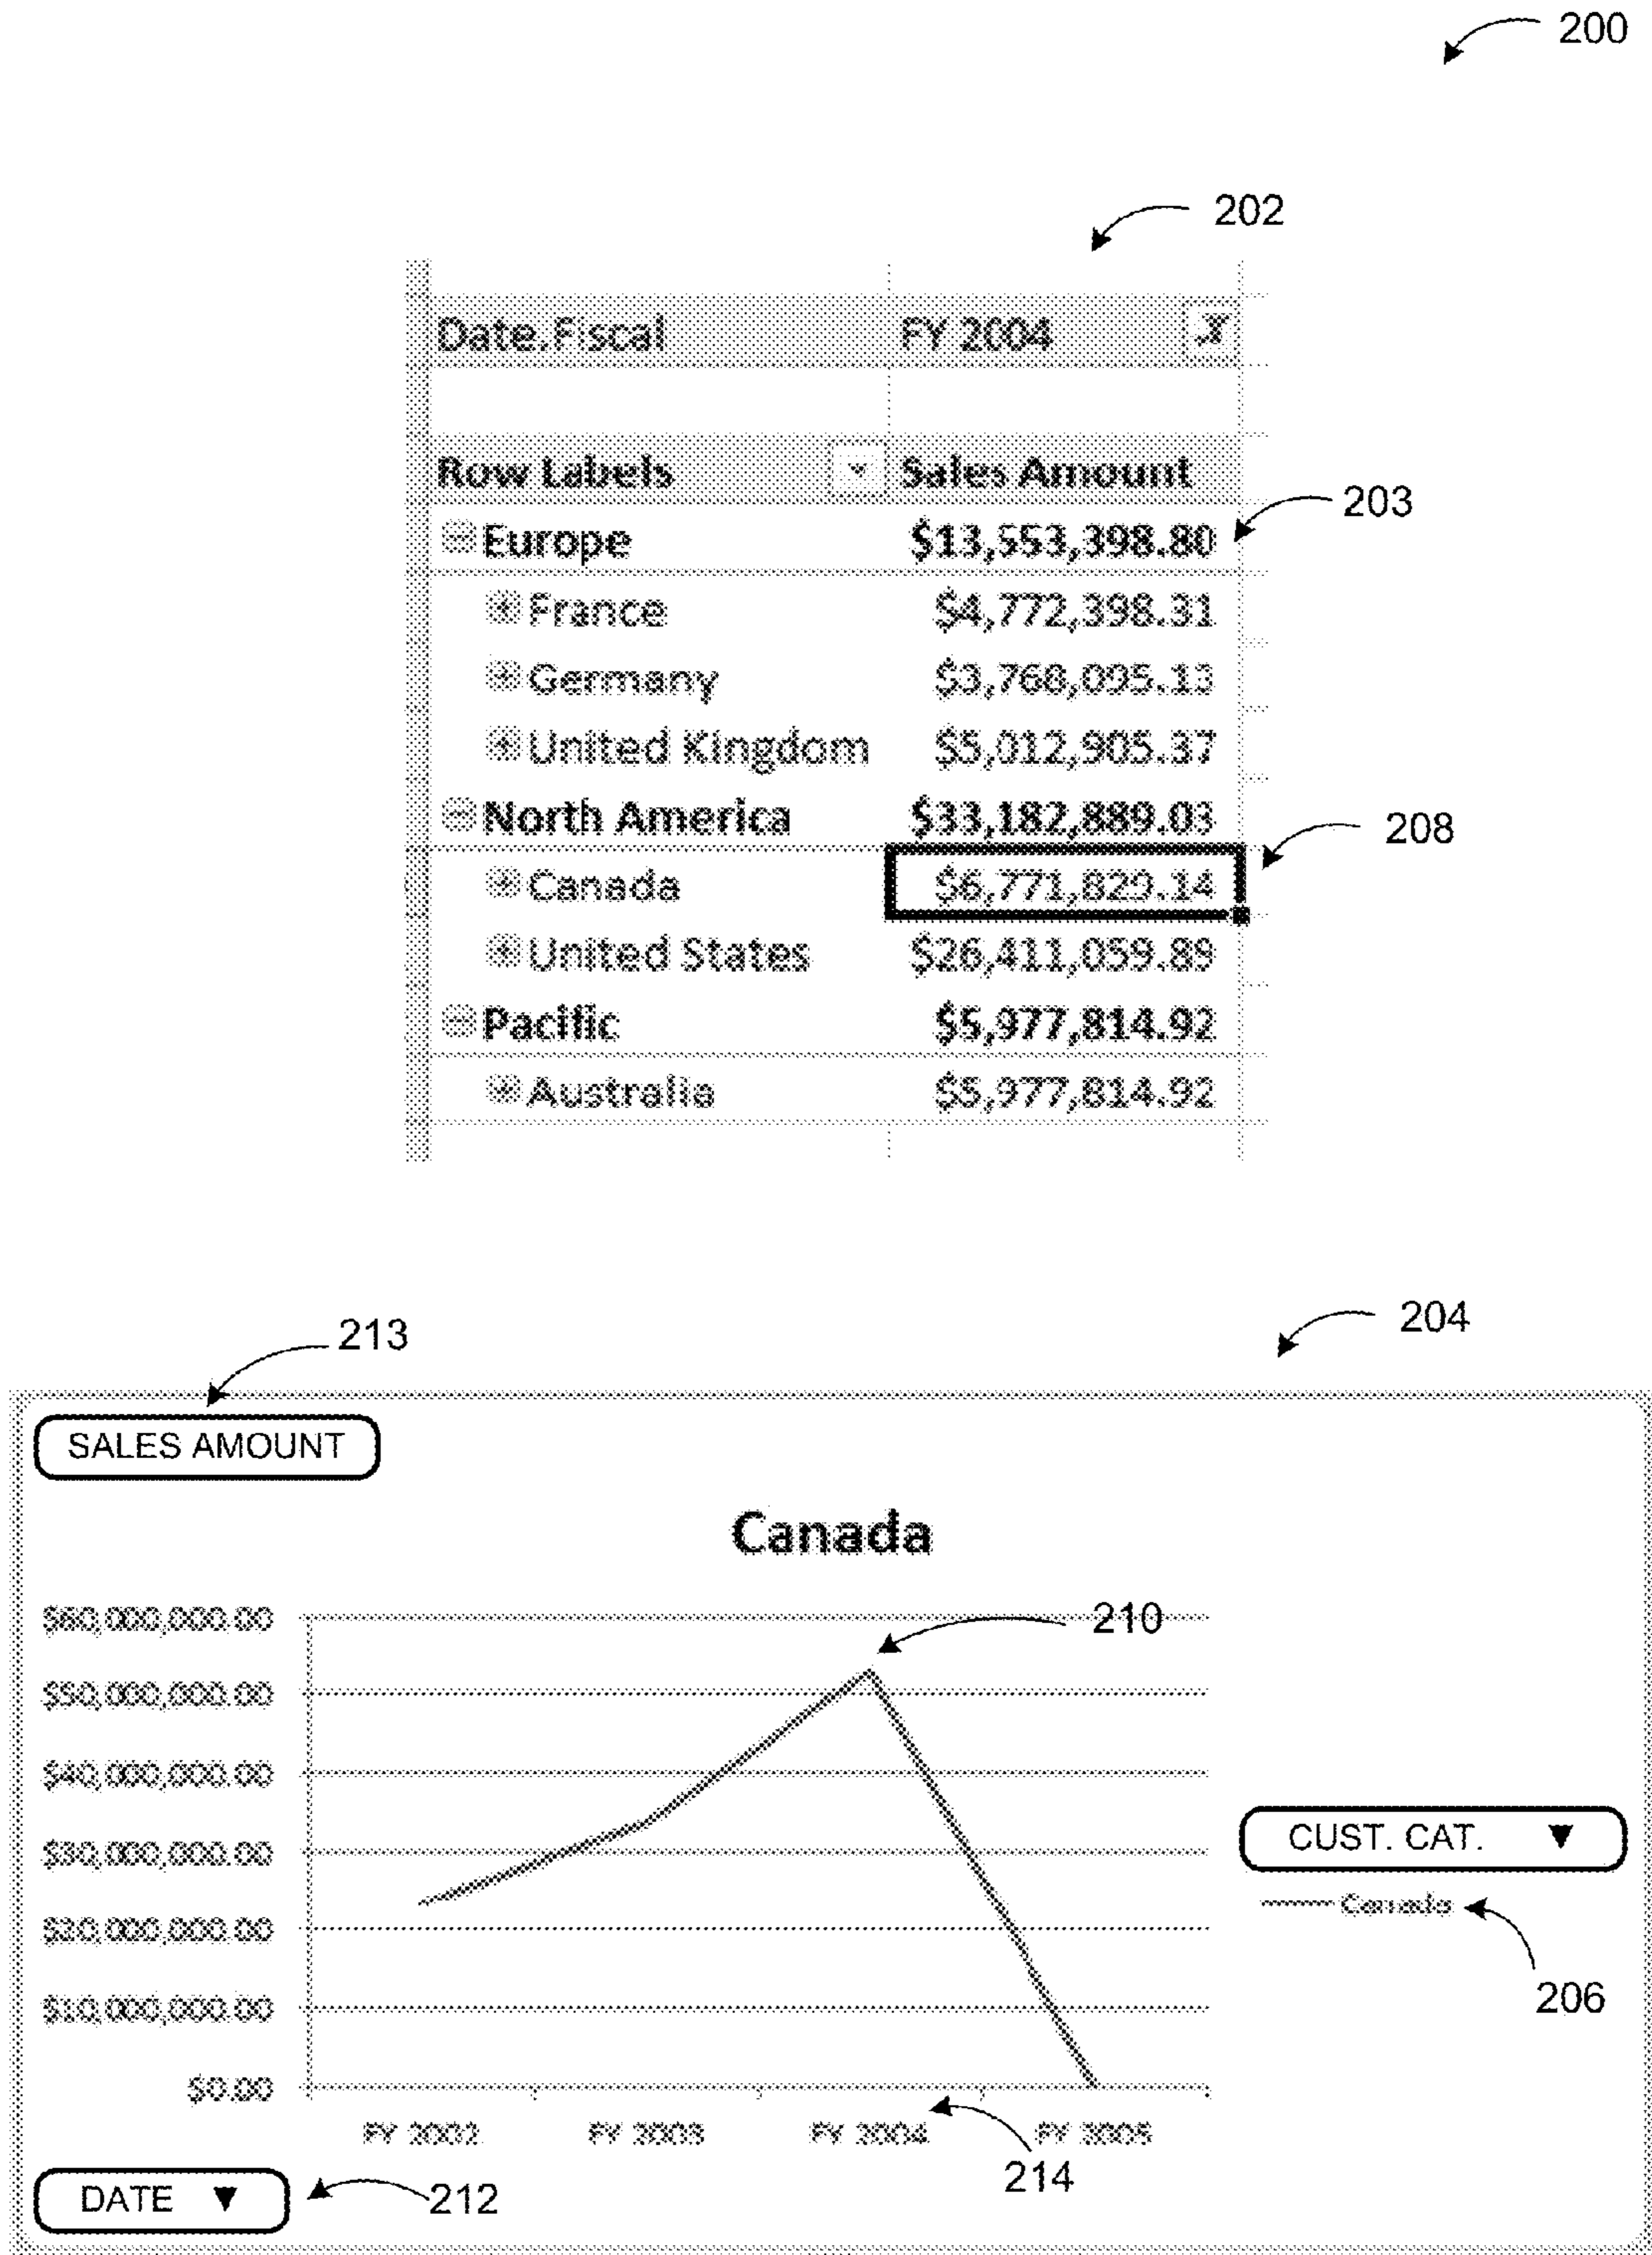 200
202
Date.Fiscal FY 2004
Row Labels Sales Amount
203
Europe $13,553,398.80
France $4,772,398.31
Germany $3,768,095.13
United Kingdom $5,012,905.37
North America $33,182,889.03
208
Canada $6,771,829.14
United States $26,411,059.89
Pacific $5,977,814.92
Australia $5,977,814.92
204
213
SALES AMOUNT
Canada
$60,000,000.00
210
$50,000,000.00
$40,000,000.00
$30,000,000.00
CUST. CAT.
Canada
$20,000,000.00
206
$10,000,000.00
$0.00
FY 2002 FY 2003 FY 2004 FY 2005
214
DATE
212